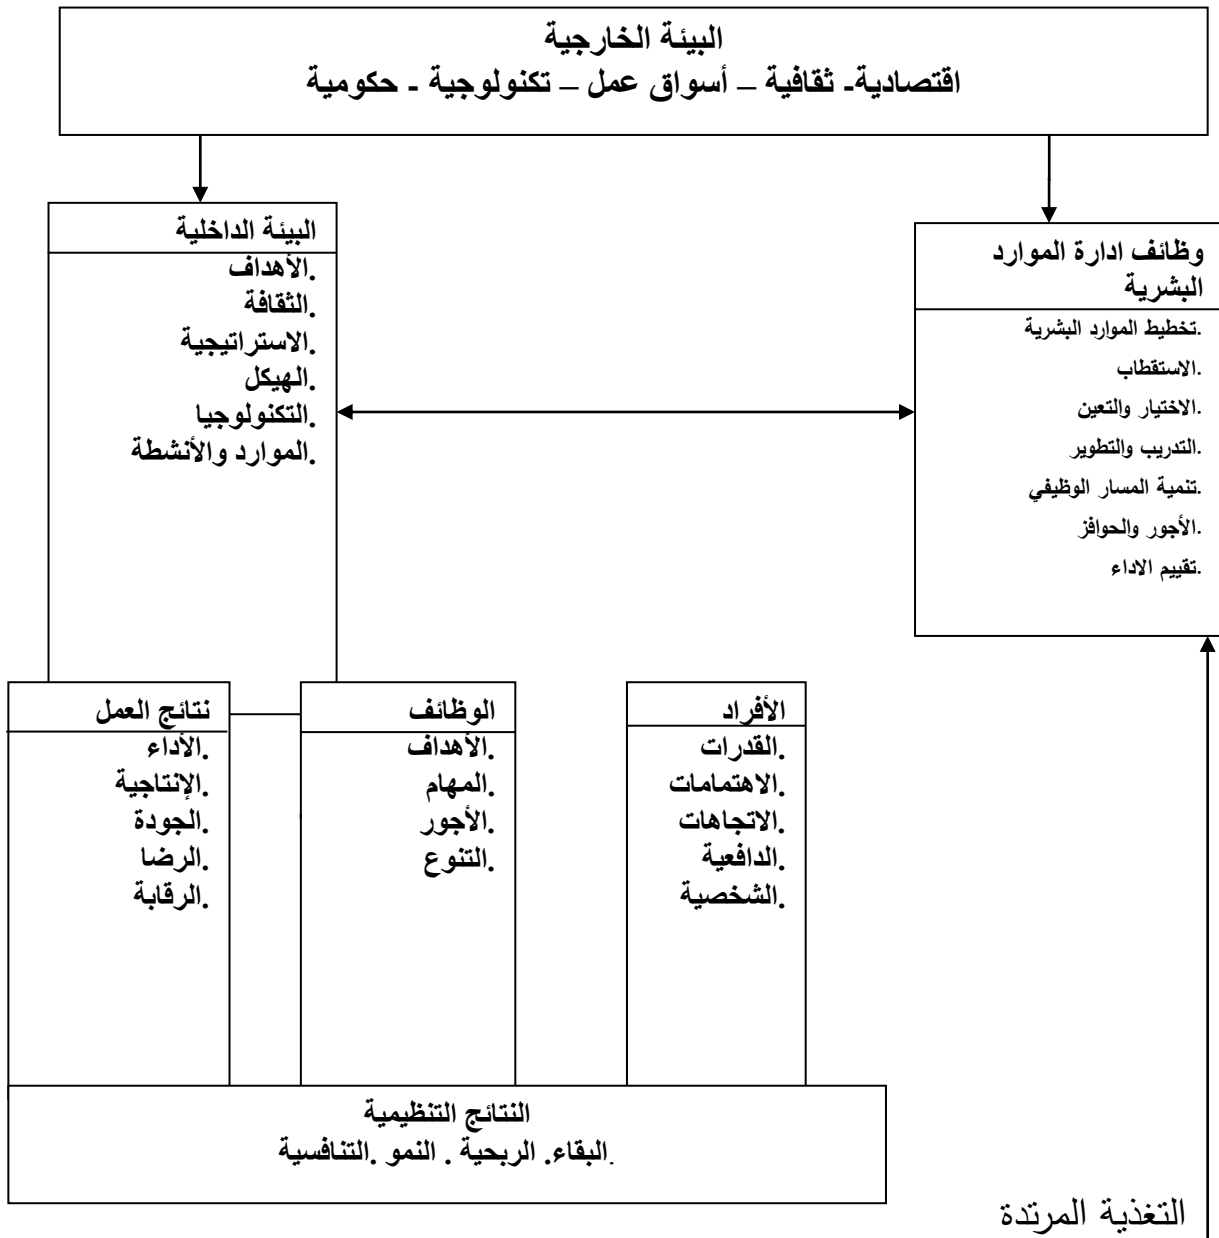 البيئة الخارجية
اقتصادية- ثقافية – أسواق عمل – تكنولوجية - حكومية
وظائف ادارة الموارد
البشرية
.تخطيط الموارد البشرية
.الاستقطاب
.الاختيار والتعين
.التدريب والتطوير
.تنمية المسار الوظيفي
.الأجور والحوافز
.تقييم الاداء
البيئة الداخلية
.الأهداف
.الثقافة
.الاستراتيجية
.الهيكل
.التكنولوجيا
.الموارد والأنشطة
الأفراد
.القدرات
.الاهتمامات
.الاتجاهات
.الدافعية
.الشخصية
الوظائف
.الأهداف
.المهام
.الأجور
.التنوع
نتائج العمل
.الأداء
.الإنتاجية
.الجودة
.الرضا
.الرقابة
النتائج التنظيمية
.البقاء. الربحية . النمو .التنافسية
التغذية المرتدة